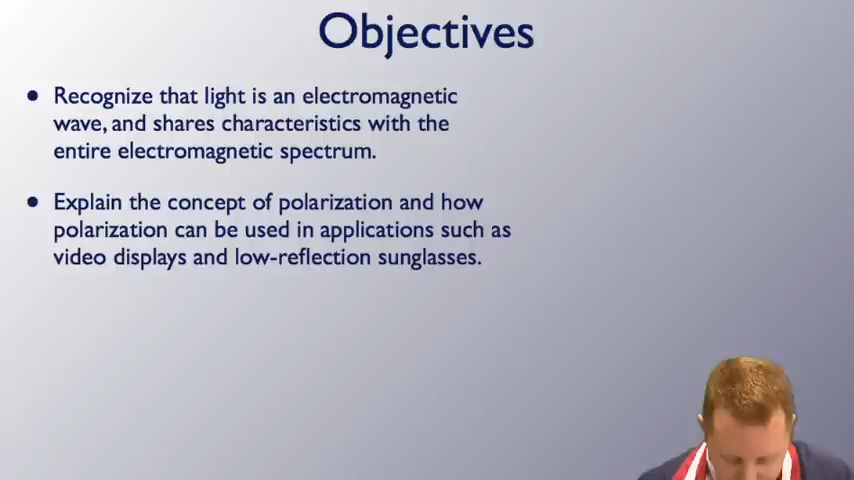 Objectives
• Recognize that light is an electromagnetic
wave, and shares characteristics with the
entire electromagnetic spectrum.
• Explain the concept of polarization and how
polarization can be used in applications such as
video displays and low-reflection sunglasses.